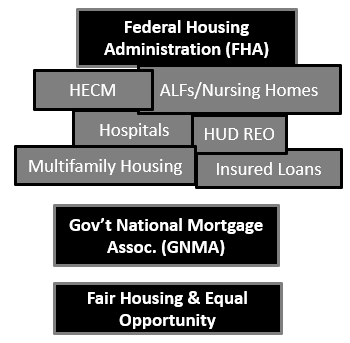 Federal Housing
Administration (FHA)
HECM
ALFs/Nursing Homes
Hospitals
HUD REO
Multifamily Housing
Insured Loans
Gov’t National Mortgage
Assoc. (GNMA)
Fair Housing & Equal
Opportunity